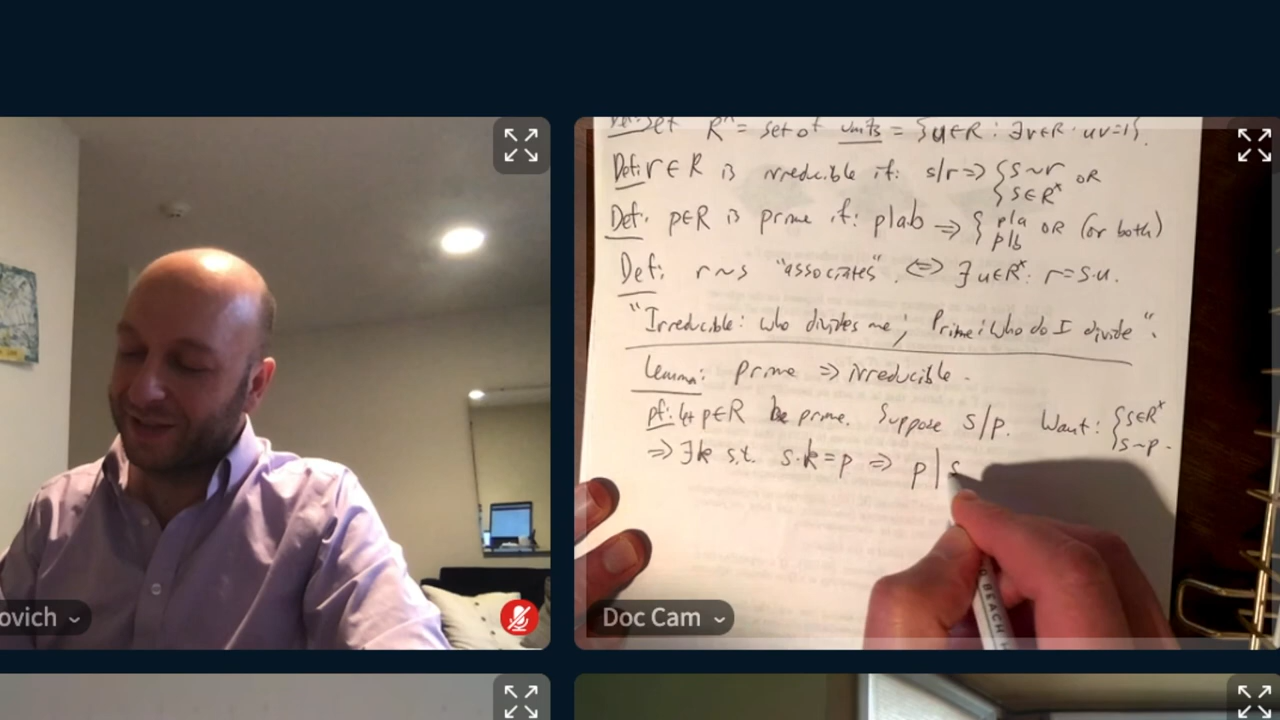 Def: Set R^× = set of units = {u∈R : ∃v∈R · uv=1}.
Def: r∈R is irreducible if: s/r => { s~r OR
s∈R^×
Def: p∈R is prime if: p|ab => { p|a OR (or both)
p|b
Def: r~s "associates". <=> ∃u∈R^×: r=s·u.
"Irreducible: who divides me; Prime: who do I divide".
Lemma: Prime => irreducible.
pf: let p∈R be prime. Suppose s/p. Want: { s∈R^×
s~p.
=> ∃k s.t. s·k=p => p | s
ovich
Doc Cam